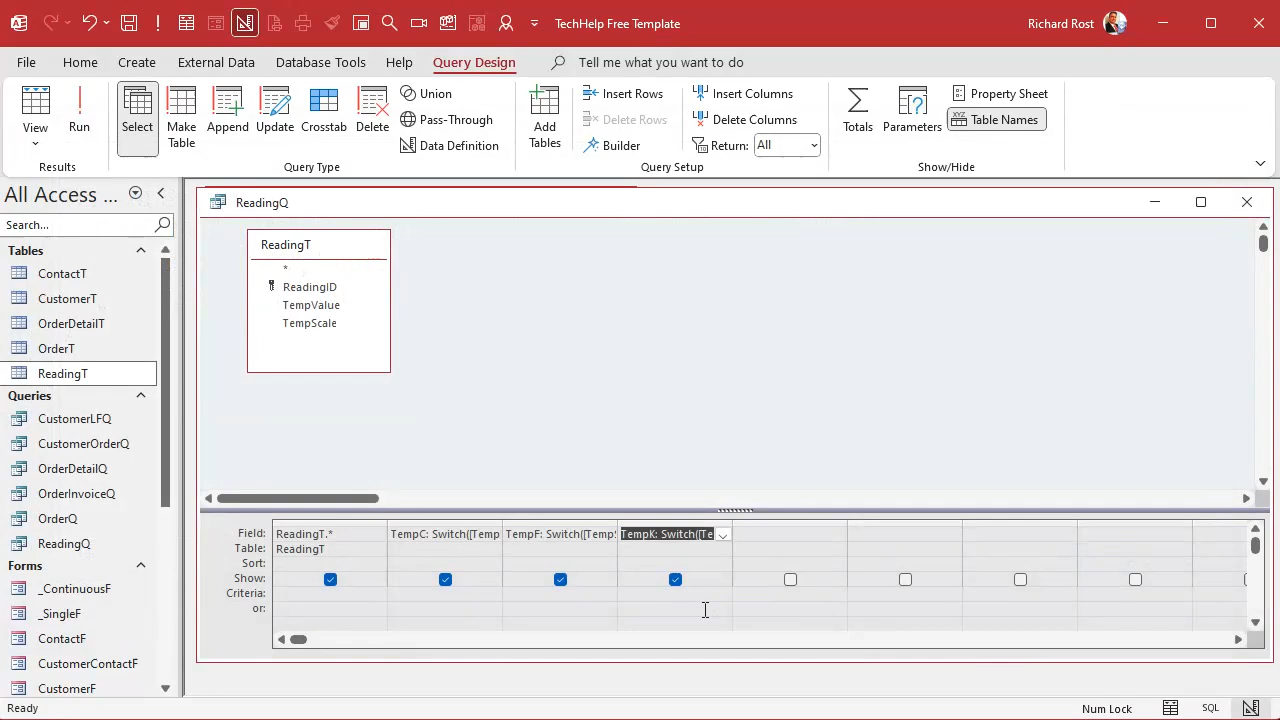 TechHelp Free Template
Richard Rost
File Home Create External Data Database Tools Help Query Design Tell me what you want to do
View
Run
Select
Make
Table
Append
Update
Crosstab
Delete
Union
Pass-Through
Data Definition
Add
Tables
Insert Rows
Delete Rows
Builder
Insert Columns
Delete Columns
Return: All
Totals
Parameters
Property Sheet
XYZ Table Names
Results
Query Type
Query Setup
Show/Hide
All Access ...
Search...
Tables
ContactT
CustomerT
OrderDetailT
OrderT
ReadingT
Queries
CustomerLFQ
CustomerOrderQ
OrderDetailQ
OrderInvoiceQ
OrderQ
ReadingQ
Forms
_ContinuousF
_SingleF
ContactF
CustomerContactF
CustomerF
ReadingQ
ReadingT
*
ReadingID
TempValue
TempScale
Field: ReadingT.* TempC: Switch([Temp TempF: Switch([Temp TempK: Switch([Te
Table: ReadingT
Sort:
Show:
Criteria:
or:
Ready
Num Lock
SQL